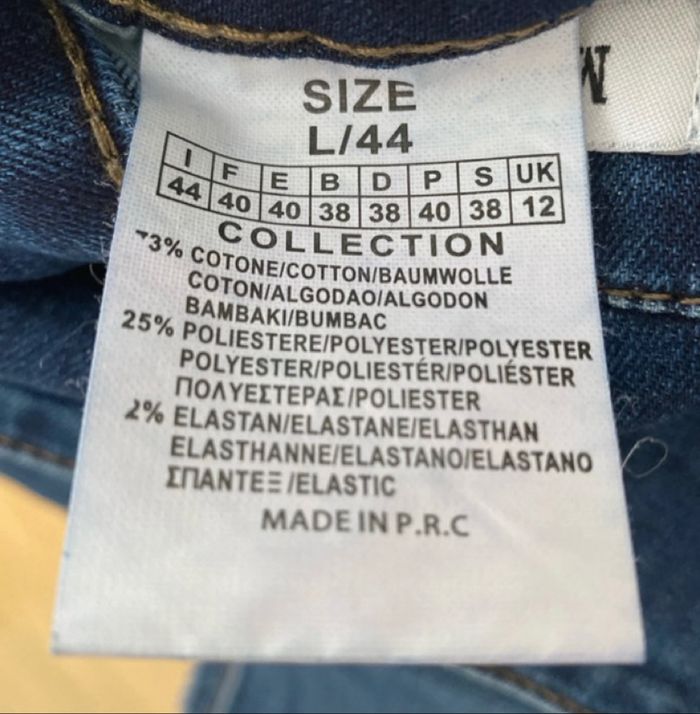 SIZE
L/44
I F E B D P S UK
44 40 40 38 38 40 38 12
COLLECTION
73% COTONE/COTTON/BAUMWOLLE
COTON/ALGODAO/ALGODON
BAMBAKI/BUMBAC
25% POLIESTERE/POLYESTER/POLYESTER
POLYESTER/POLIESTÉR/POLIÉSTER
ΠΟΛΥΕΣΤΕΡΑΣ/POLIESTER
2% ELASTAN/ELASTANE/ELASTHAN
ELASTHANNE/ELASTANO/ELASTANO
ΣΠΑΝΤΕΞ/ELASTIC
MADE IN P.R.C